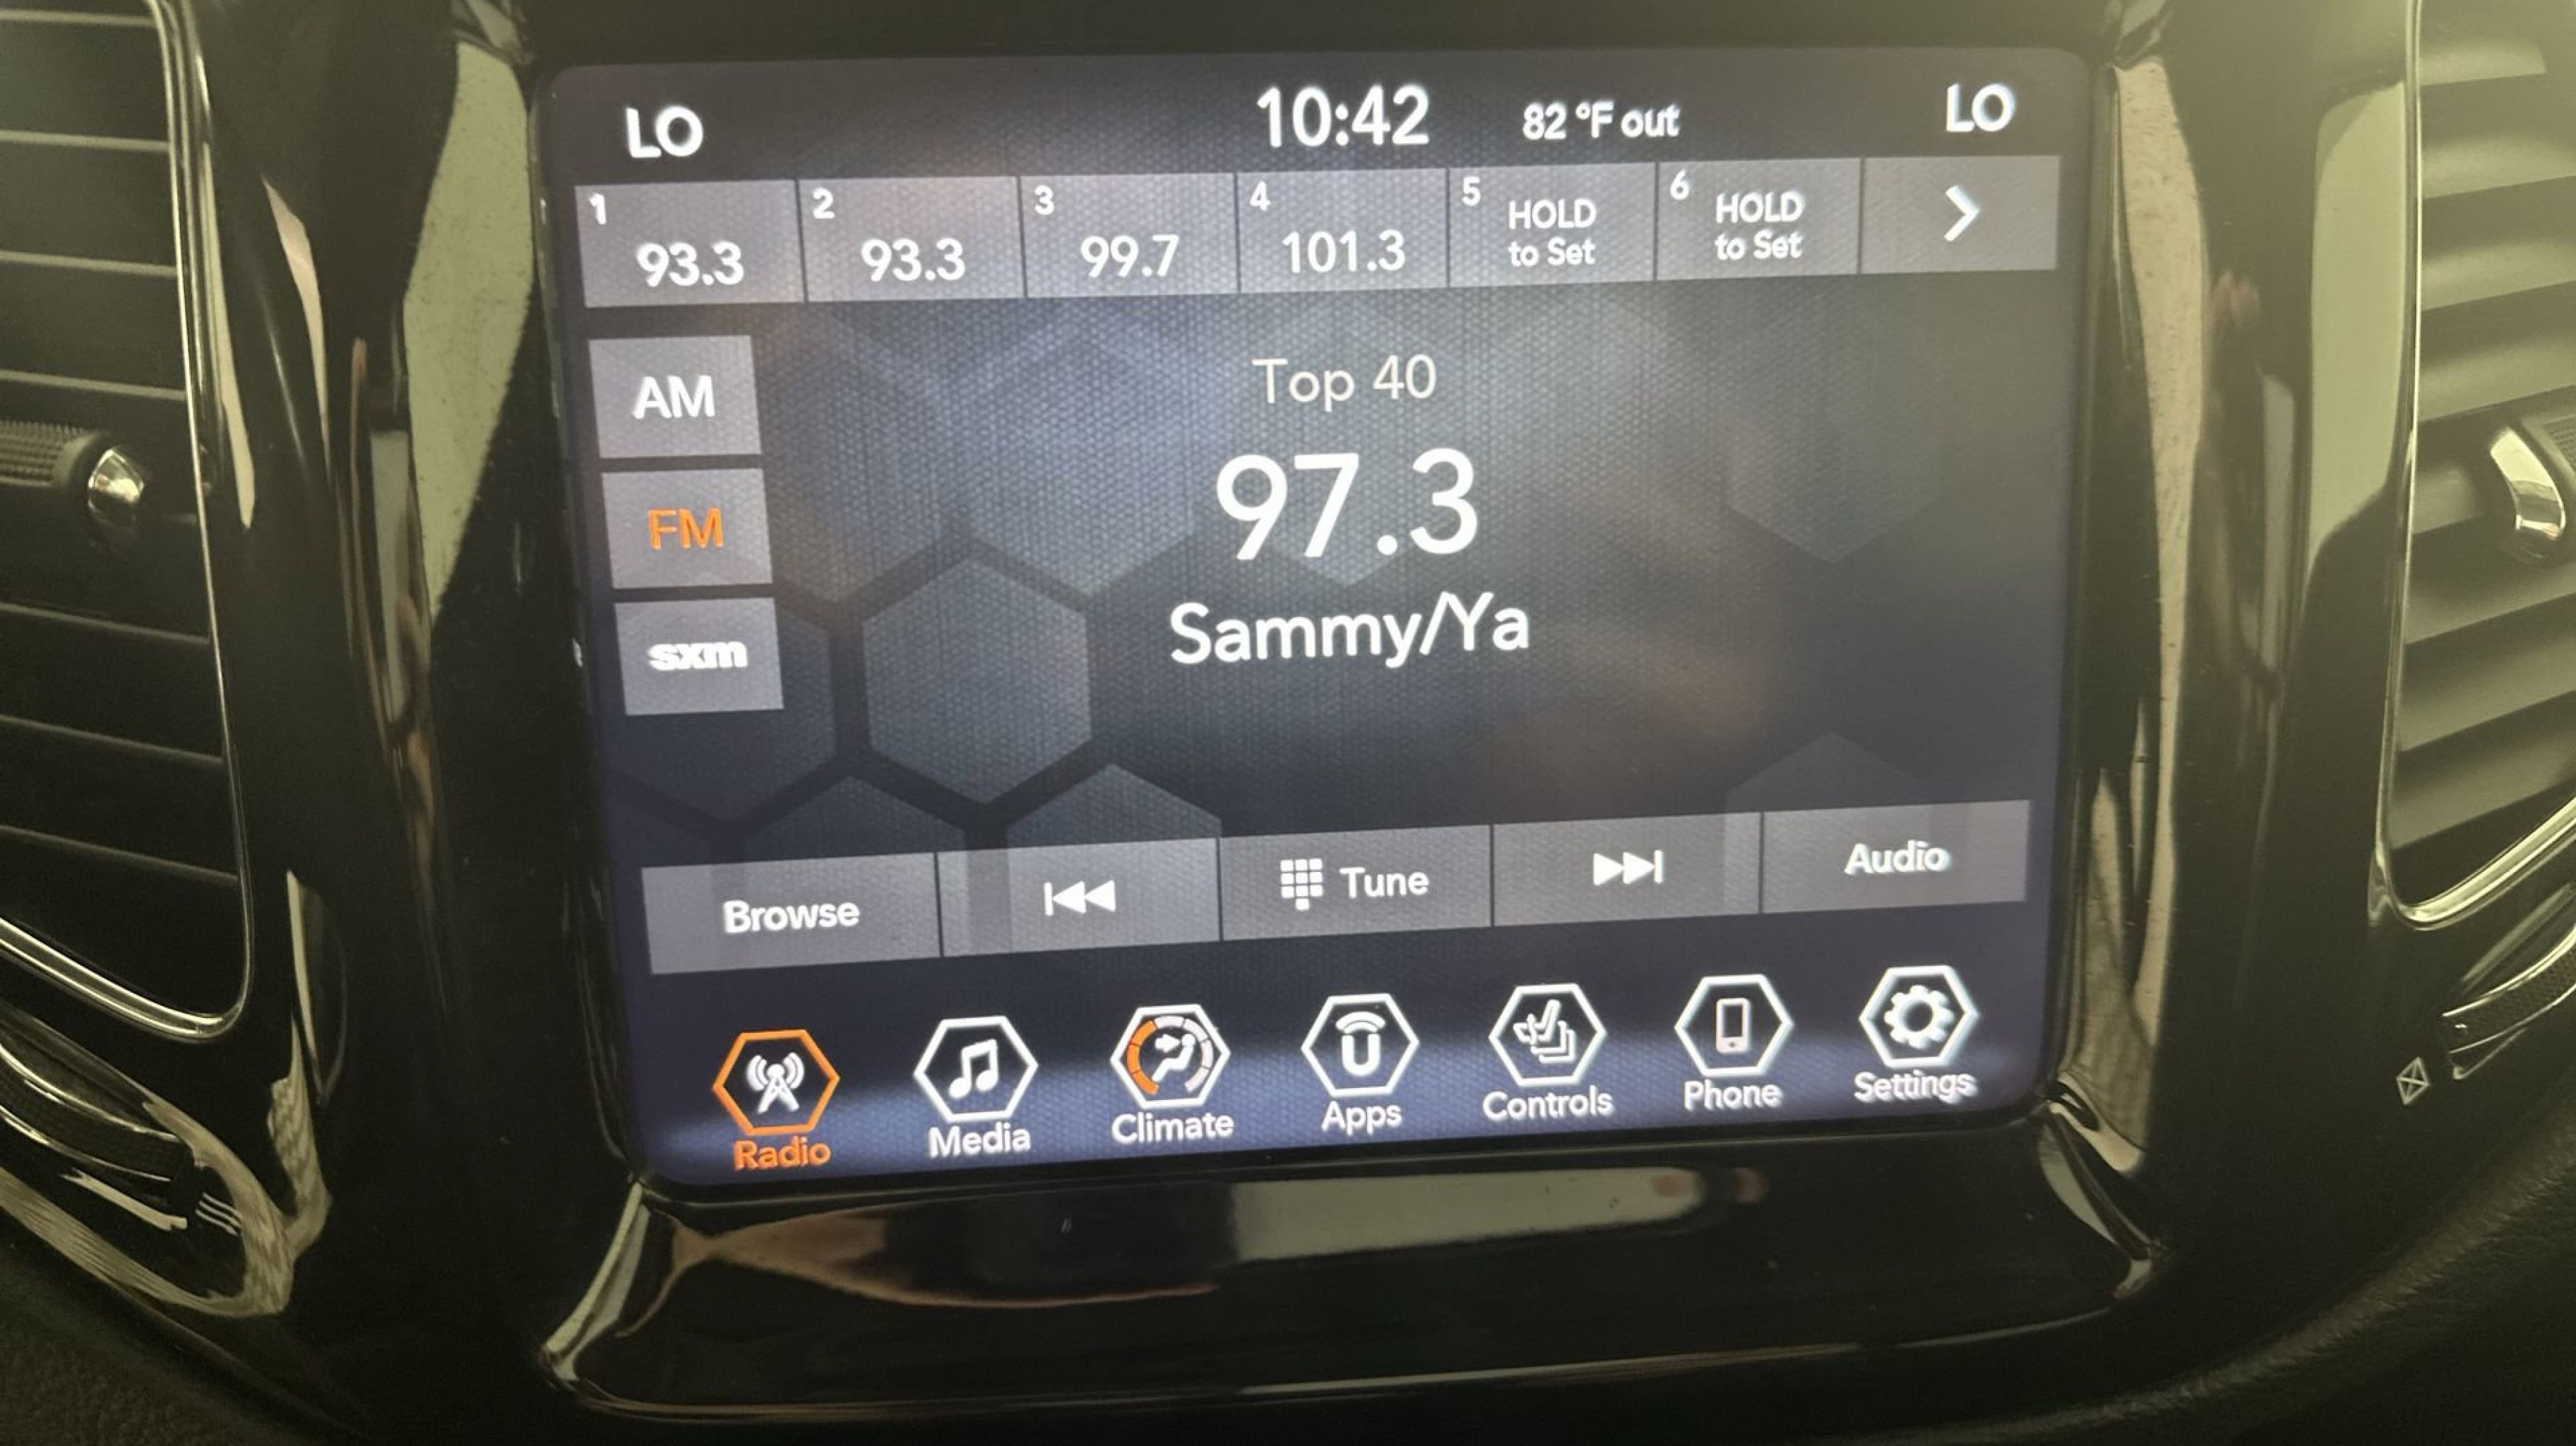 LO 10:42 82 °F out LO
1 2 3 4 5 HOLD 6 HOLD
93.3 93.3 99.7 101.3 to Set to Set
AM
Top 40
FM
97.3
sxm
Sammy/Ya
Browse Tune Audio
Radio Media Climate Apps Controls Phone Settings